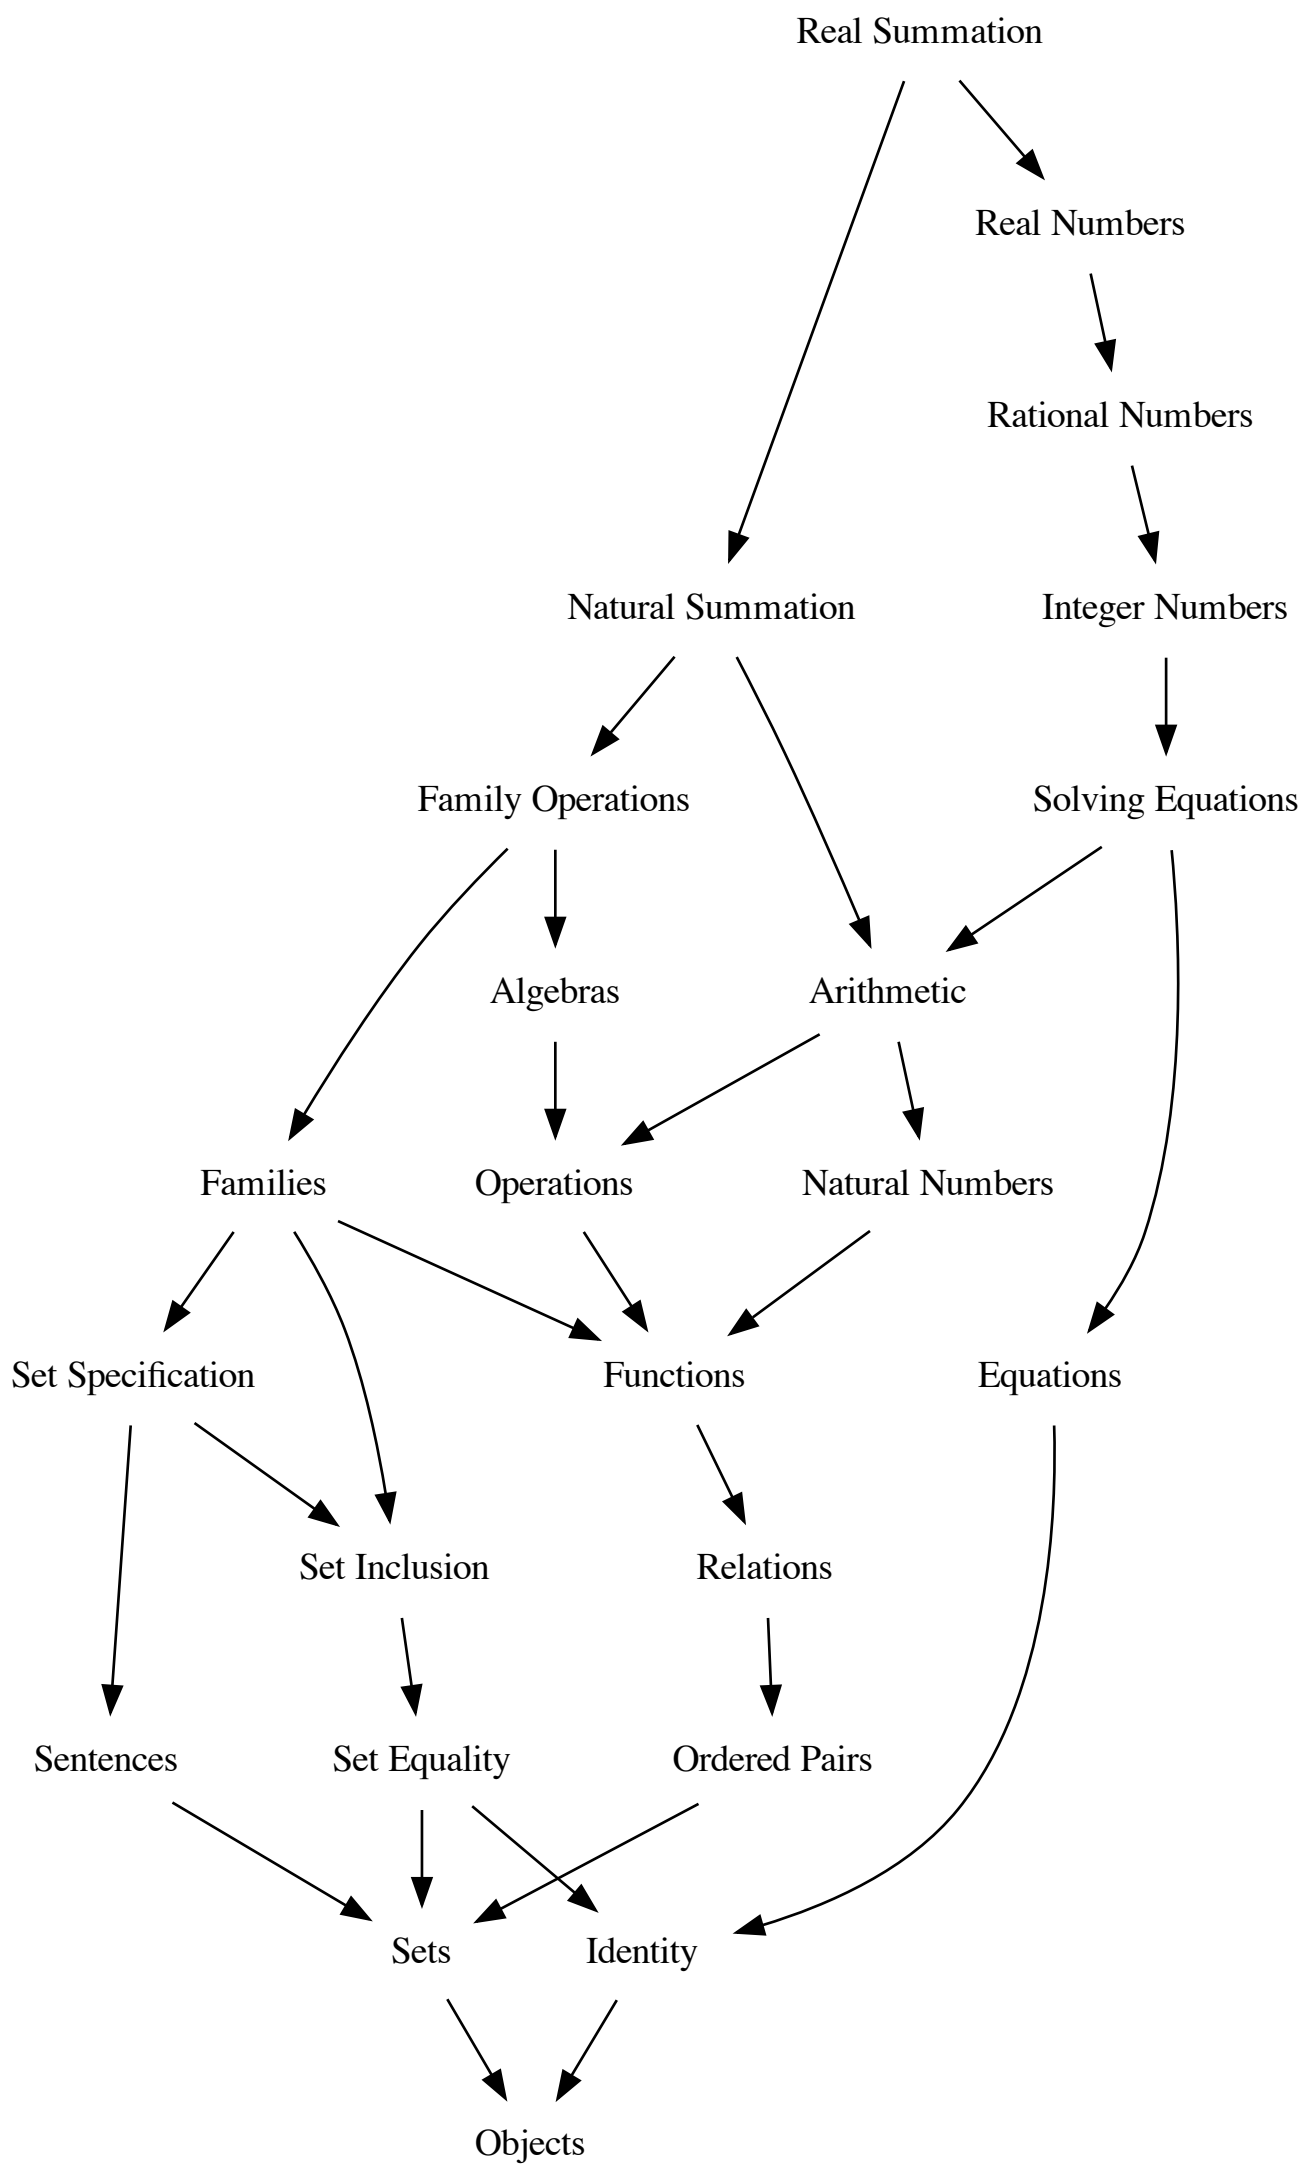 Real Summation
Real Numbers
Rational Numbers
Natural Summation
Integer Numbers
Family Operations
Solving Equations
Algebras
Arithmetic
Families
Operations
Natural Numbers
Set Specification
Functions
Equations
Set Inclusion
Relations
Sentences
Set Equality
Ordered Pairs
Sets
Identity
Objects